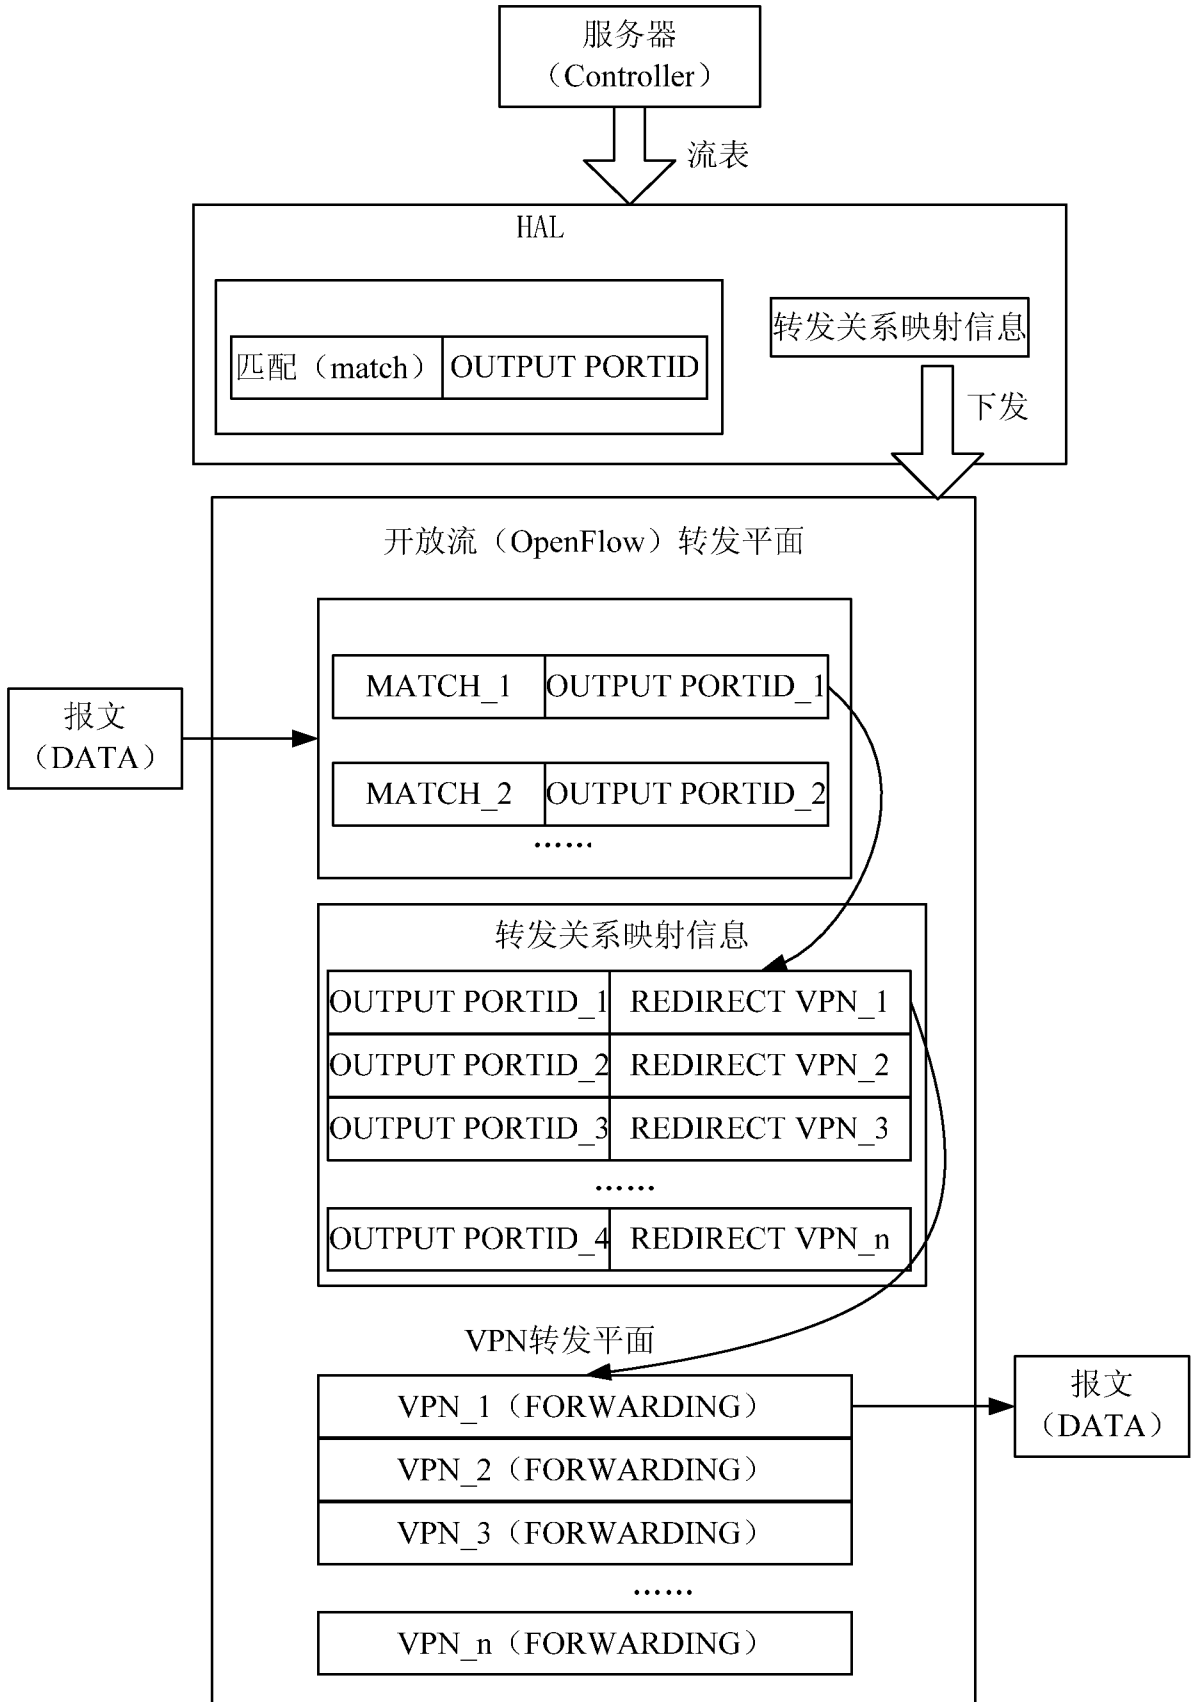 服务器
（Controller）
流表
HAL
转发关系映射信息
匹配（match） OUTPUT PORTID
下发
开放流（OpenFlow）转发平面
MATCH_1 OUTPUT PORTID_1
报文
（DATA）
MATCH_2 OUTPUT PORTID_2
……
转发关系映射信息
OUTPUT PORTID_1 REDIRECT VPN_1
OUTPUT PORTID_2 REDIRECT VPN_2
OUTPUT PORTID_3 REDIRECT VPN_3
……
OUTPUT PORTID_4 REDIRECT VPN_n
VPN转发平面
VPN_1（FORWARDING）
报文
（DATA）
VPN_2（FORWARDING）
VPN_3（FORWARDING）
……
VPN_n（FORWARDING）